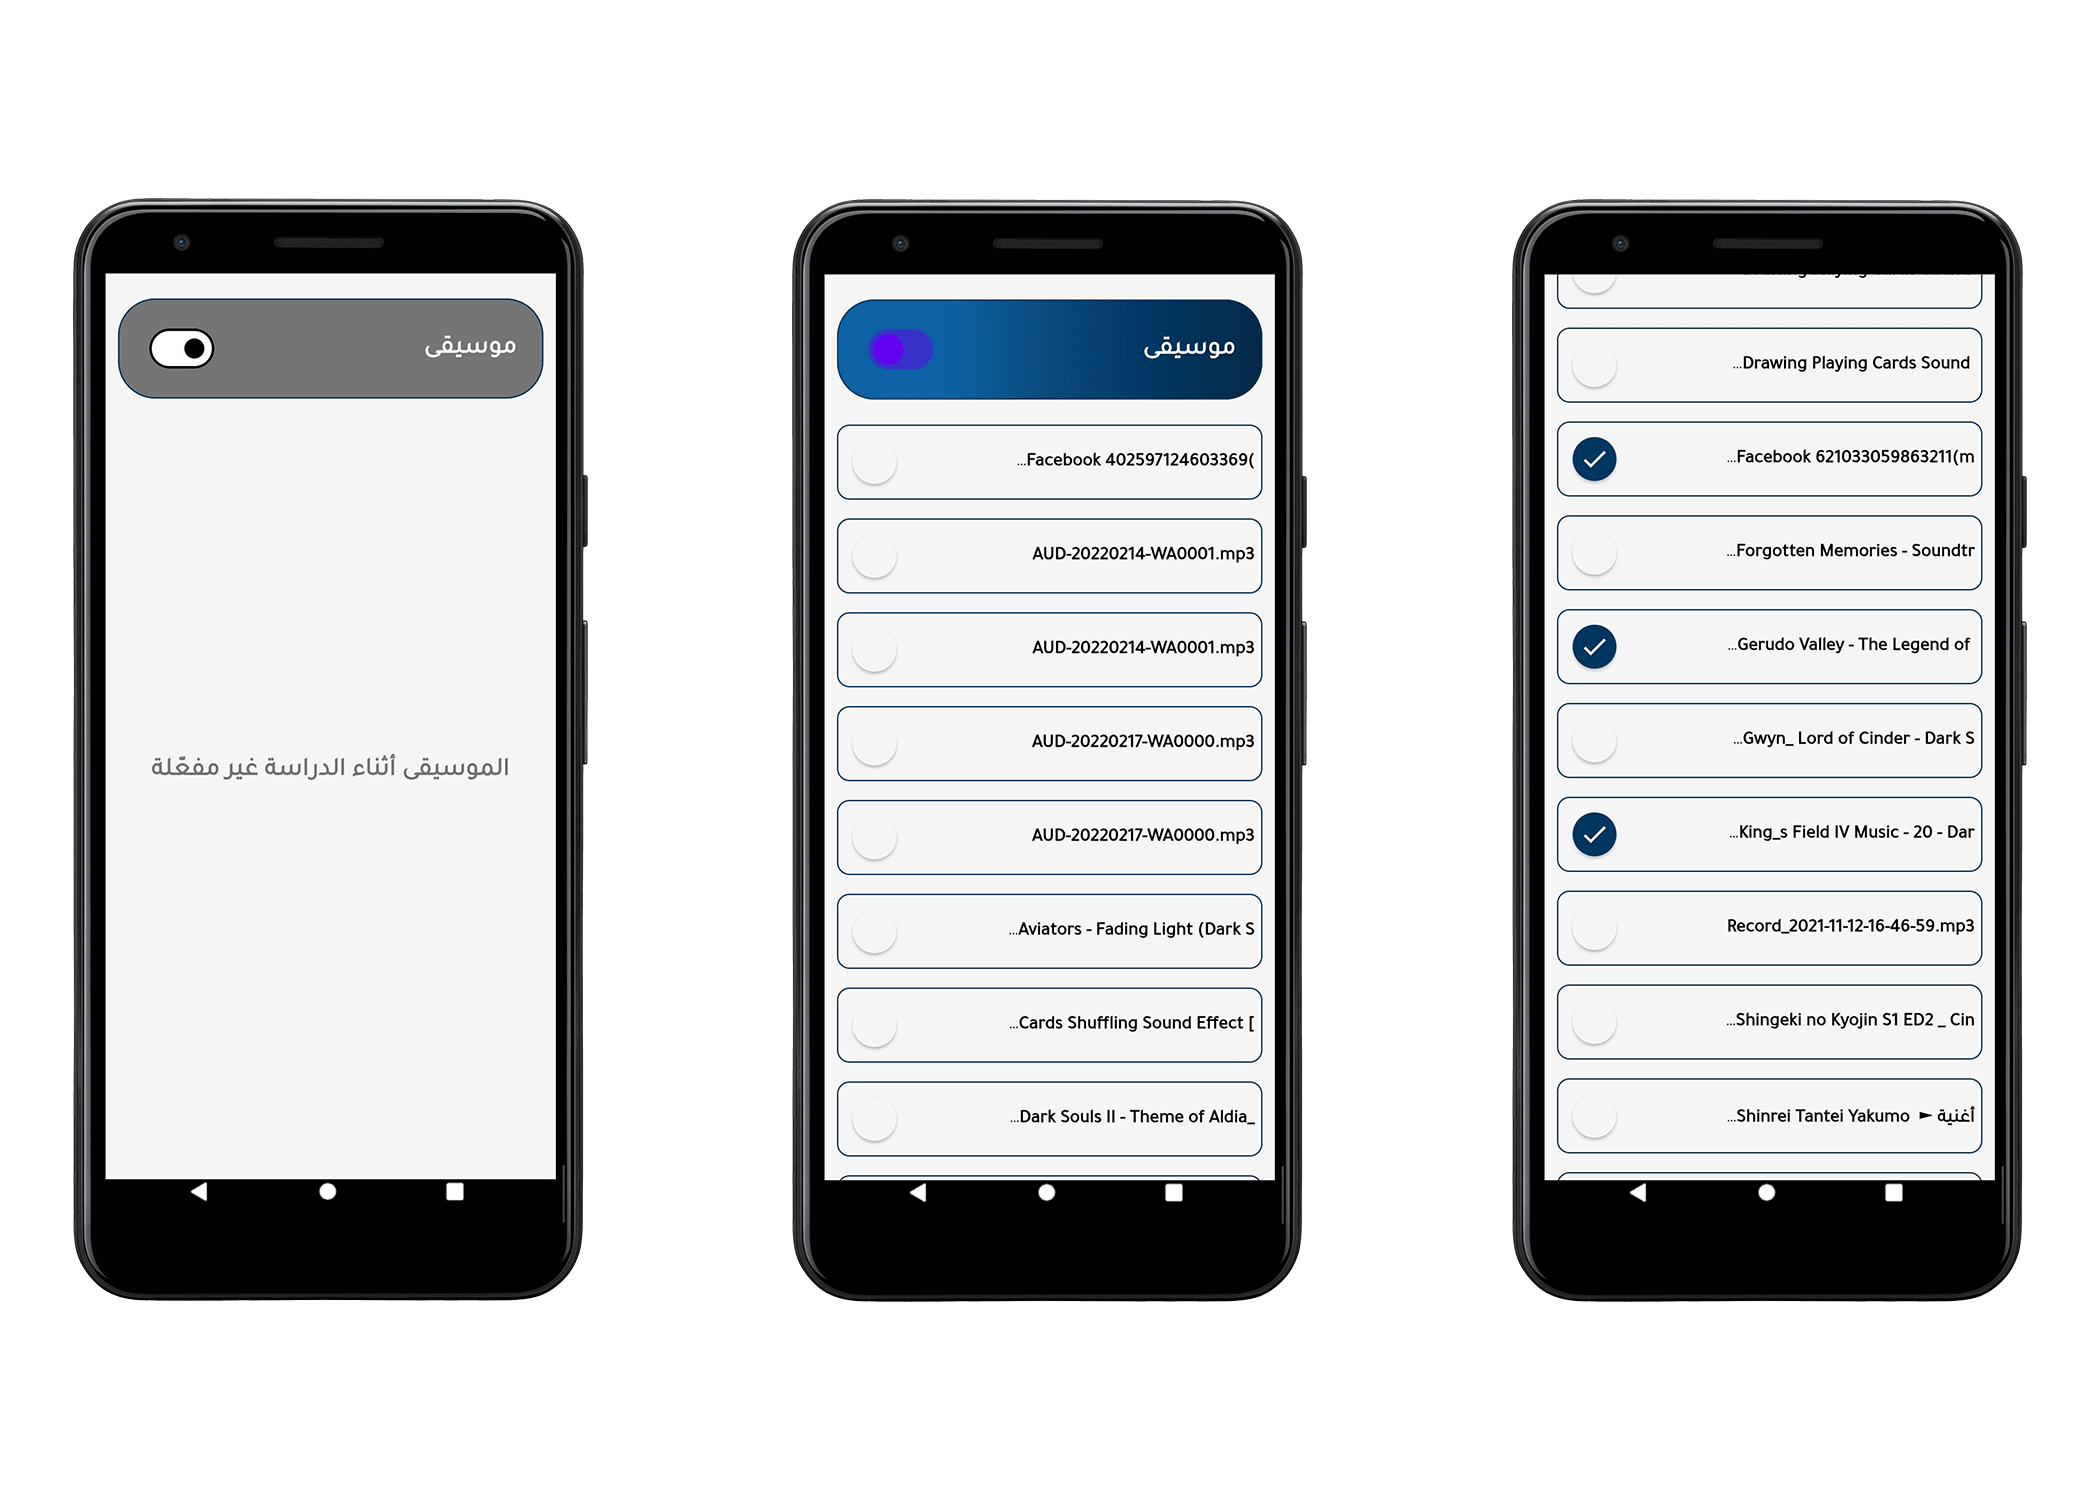 موسيقى
الموسيقى أثناء الدراسة غير مفعّلة
موسيقى
...Facebook 402597124603369(
AUD-20220214-WA0001.mp3
AUD-20220214-WA0001.mp3
AUD-20220217-WA0000.mp3
AUD-20220217-WA0000.mp3
...Aviators - Fading Light (Dark S
...Cards Shuffling Sound Effect [
...Dark Souls II - Theme of Aldia_
...Drawing Playing Cards Sound
...Facebook 621033059863211(m
...Forgotten Memories - Soundtr
...Gerudo Valley - The Legend of
...Gwyn_ Lord of Cinder - Dark S
...King_s Field IV Music - 20 - Dar
Record_2021-11-12-16-46-59.mp3
...Shingeki no Kyojin S1 ED2 _ Cin
...Shinrei Tantei Yakumo ► أغنية